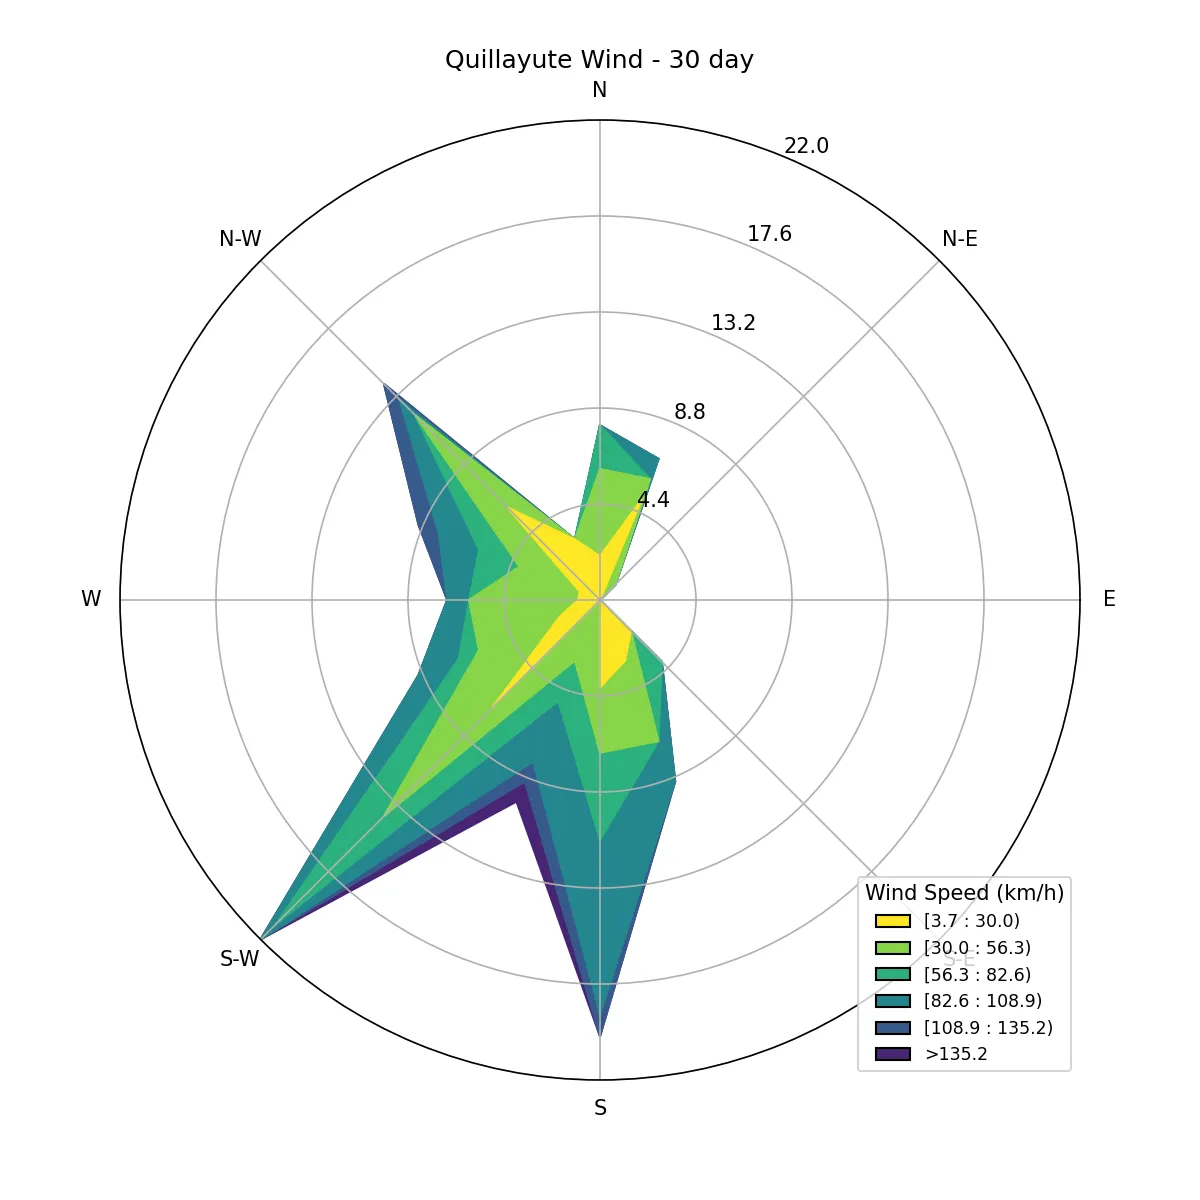 Quillayute Wind - 30 day
N
22.0
N-W
17.6
N-E
13.2
8.8
4.4
W
E
Wind Speed (km/h)
[3.7 : 30.0)
[30.0 : 56.3)
S-W
S-E
[56.3 : 82.6)
[82.6 : 108.9)
[108.9 : 135.2)
>135.2
S